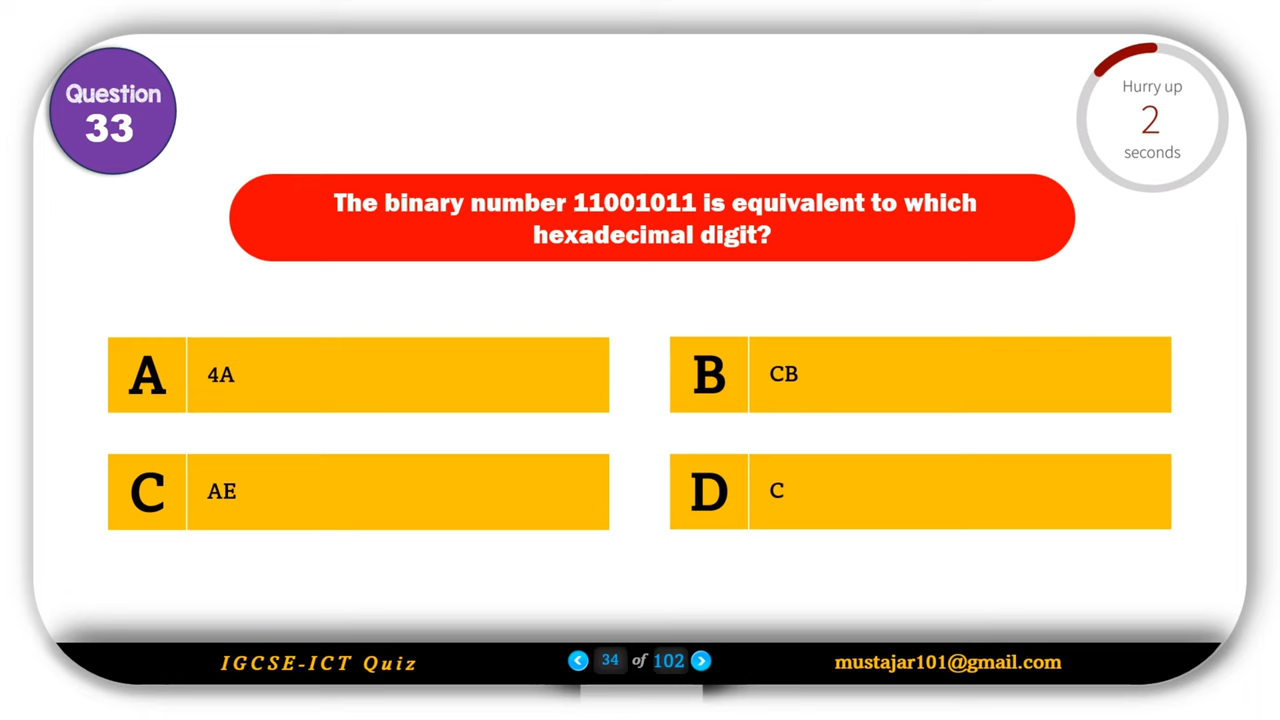 Question
33
Hurry up
2
seconds
The binary number 11001011 is equivalent to which
hexadecimal digit?
A 4A
B CB
C AE
D C
IGCSE-ICT Quiz
34 of 102
mustajar101@gmail.com